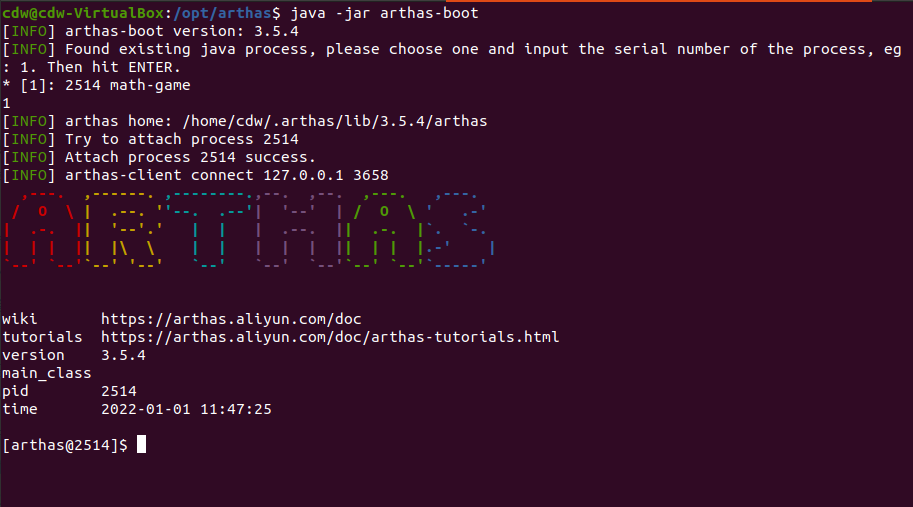 cdw@cdw-VirtualBox:/opt/arthas$ java -jar arthas-boot
[INFO] arthas-boot version: 3.5.4
[INFO] Found existing java process, please choose one and input the serial number of the process, eg
: 1. Then hit ENTER.
* [1]: 2514 math-game
1
[INFO] arthas home: /home/cdw/.arthas/lib/3.5.4/arthas
[INFO] Try to attach process 2514
[INFO] Attach process 2514 success.
[INFO] arthas-client connect 127.0.0.1 3658
ARTHAS
wiki       https://arthas.aliyun.com/doc
tutorials  https://arthas.aliyun.com/doc/arthas-tutorials.html
version    3.5.4
main_class
pid        2514
time       2022-01-01 11:47:25
[arthas@2514]$